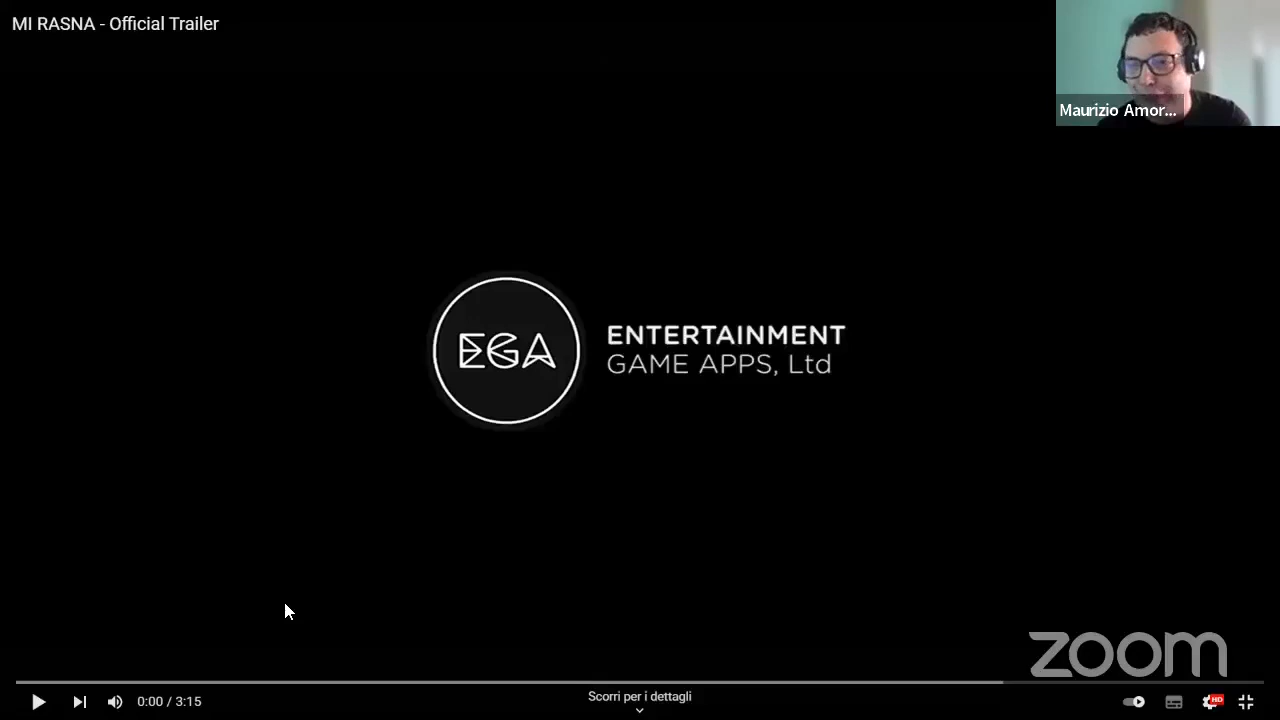 MI RASNA - Official Trailer
Maurizio Amor...
EGA
ENTERTAINMENT
GAME APPS, Ltd
zoom
0:00 / 3:15
Scorri per i dettagli
HD